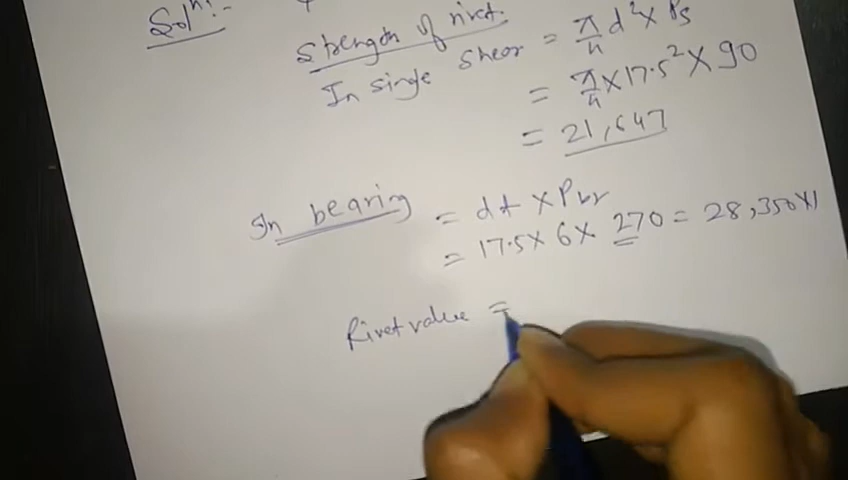 Solⁿ:-
Strength of rivet.
In single shear = π/4 d² × Ps
= π/4 × 17.5² × 90
= 21,647
In bearing = dt × Pbr
= 17.5 × 6 × 270 = 28,350 ×1
Rivet value =